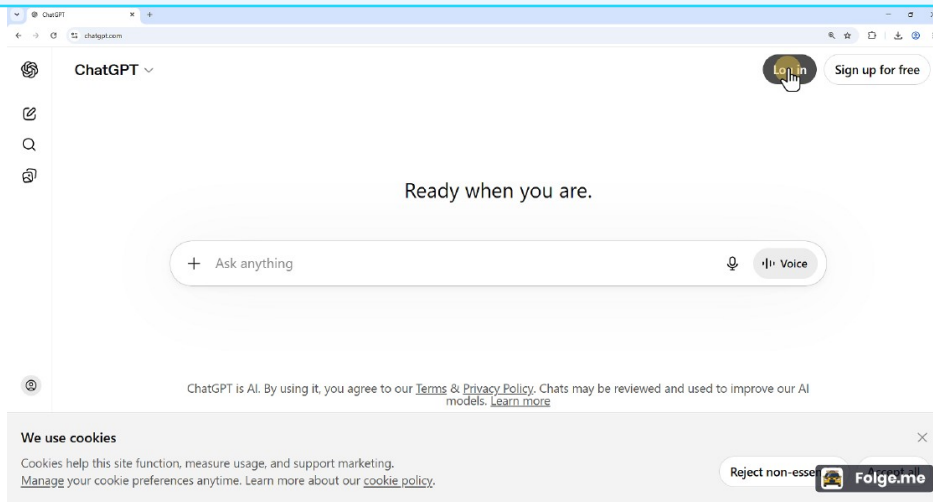 ChatGPT
chatgpt.com
ChatGPT
Log in
Sign up for free
Ready when you are.
Ask anything
Voice
ChatGPT is AI. By using it, you agree to our Terms & Privacy Policy. Chats may be reviewed and used to improve our AI
models. Learn more
We use cookies
Cookies help this site function, measure usage, and support marketing.
Manage your cookie preferences anytime. Learn more about our cookie policy.
Reject
Folge.me